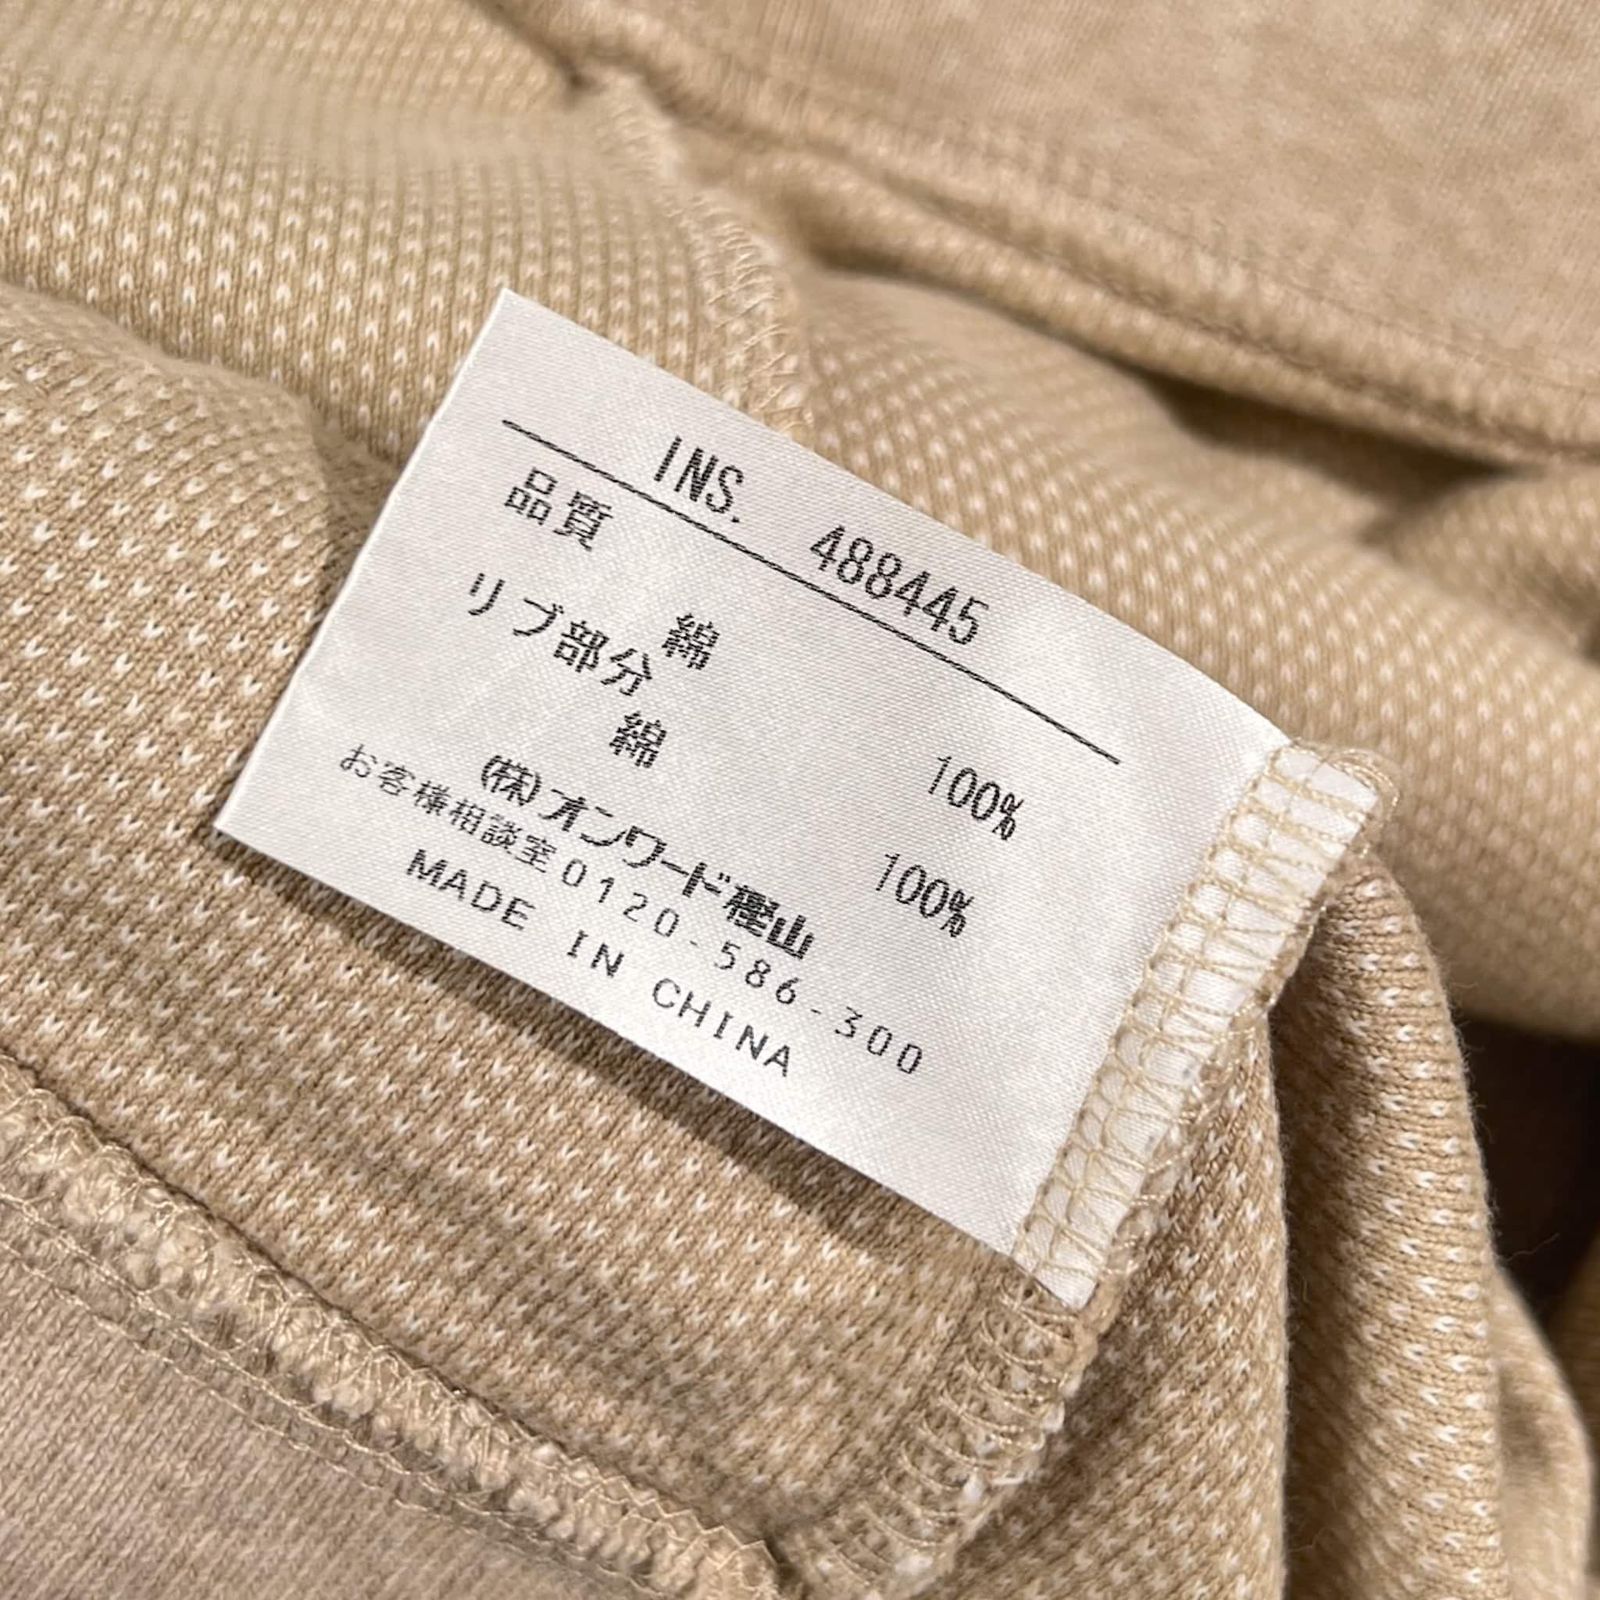 INS. 488445
品質
綿 100%
リブ部分
綿 100%
(株)オンワード樫山
お客様相談室0120-586-300
MADE IN CHINA